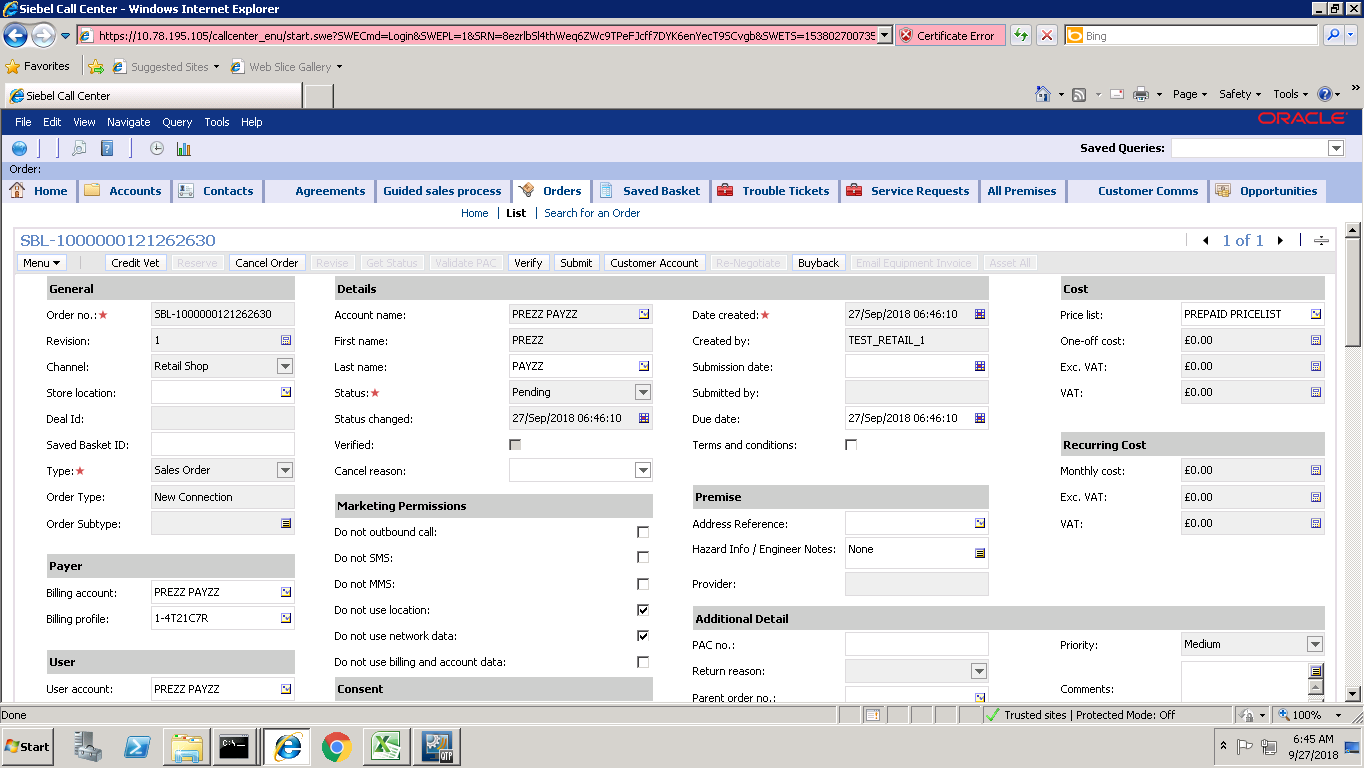 Siebel Call Center - Windows Internet Explorer
https://10.78.195.105/callcenter_enu/start.swe?SWECmd=Login&SWEPL=1&SRN=8ezrlbSl4thWeq6ZWc9TPeFJcff7DYK6enYecT9SCvgb&SWETS=153802700735 Certificate Error Bing
Favorites Suggested Sites Web Slice Gallery
Siebel Call Center Page Safety Tools
File Edit View Navigate Query Tools Help ORACLE
Saved Queries:
Order:
Home Accounts Contacts Agreements Guided sales process Orders Saved Basket Trouble Tickets Service Requests All Premises Customer Comms Opportunities
Home List Search for an Order
SBL-1000000121262630 1 of 1
Menu Credit Vet Reserve Cancel Order Revise Get Status Validate PAC Verify Submit Customer Account Re-Negotiate Buyback Email Equipment Invoice Asset All
General Details Cost
Order no.: SBL-1000000121262630 Account name: PREZZ PAYZZ Date created: 27/Sep/2018 06:46:10 Price list: PREPAID PRICELIST
Revision: 1 First name: PREZZ Created by: TEST_RETAIL_1 One-off cost: £0.00
Channel: Retail Shop Last name: PAYZZ Submission date: Exc. VAT: £0.00
Store location: Status: Pending Submitted by: VAT: £0.00
Deal Id: Status changed: 27/Sep/2018 06:46:10 Due date: 27/Sep/2018 06:46:10
Saved Basket ID: Verified: Terms and conditions: Recurring Cost
Type: Sales Order Cancel reason: Monthly cost: £0.00
Order Type: New Connection Marketing Permissions Premise Exc. VAT: £0.00
Order Subtype: Do not outbound call: Address Reference: VAT: £0.00
Do not SMS: Hazard Info / Engineer Notes: None
Payer Do not MMS: Provider:
Billing account: PREZZ PAYZZ Do not use location: Additional Detail
Billing profile: 1-4T21C7R Do not use network data: PAC no.: Priority: Medium
User Do not use billing and account data: Return reason:
User account: PREZZ PAYZZ Consent Parent order no.: Comments:
Done Trusted sites | Protected Mode: Off 100%
Start C:\ QTP 6:45 AM
9/27/2018